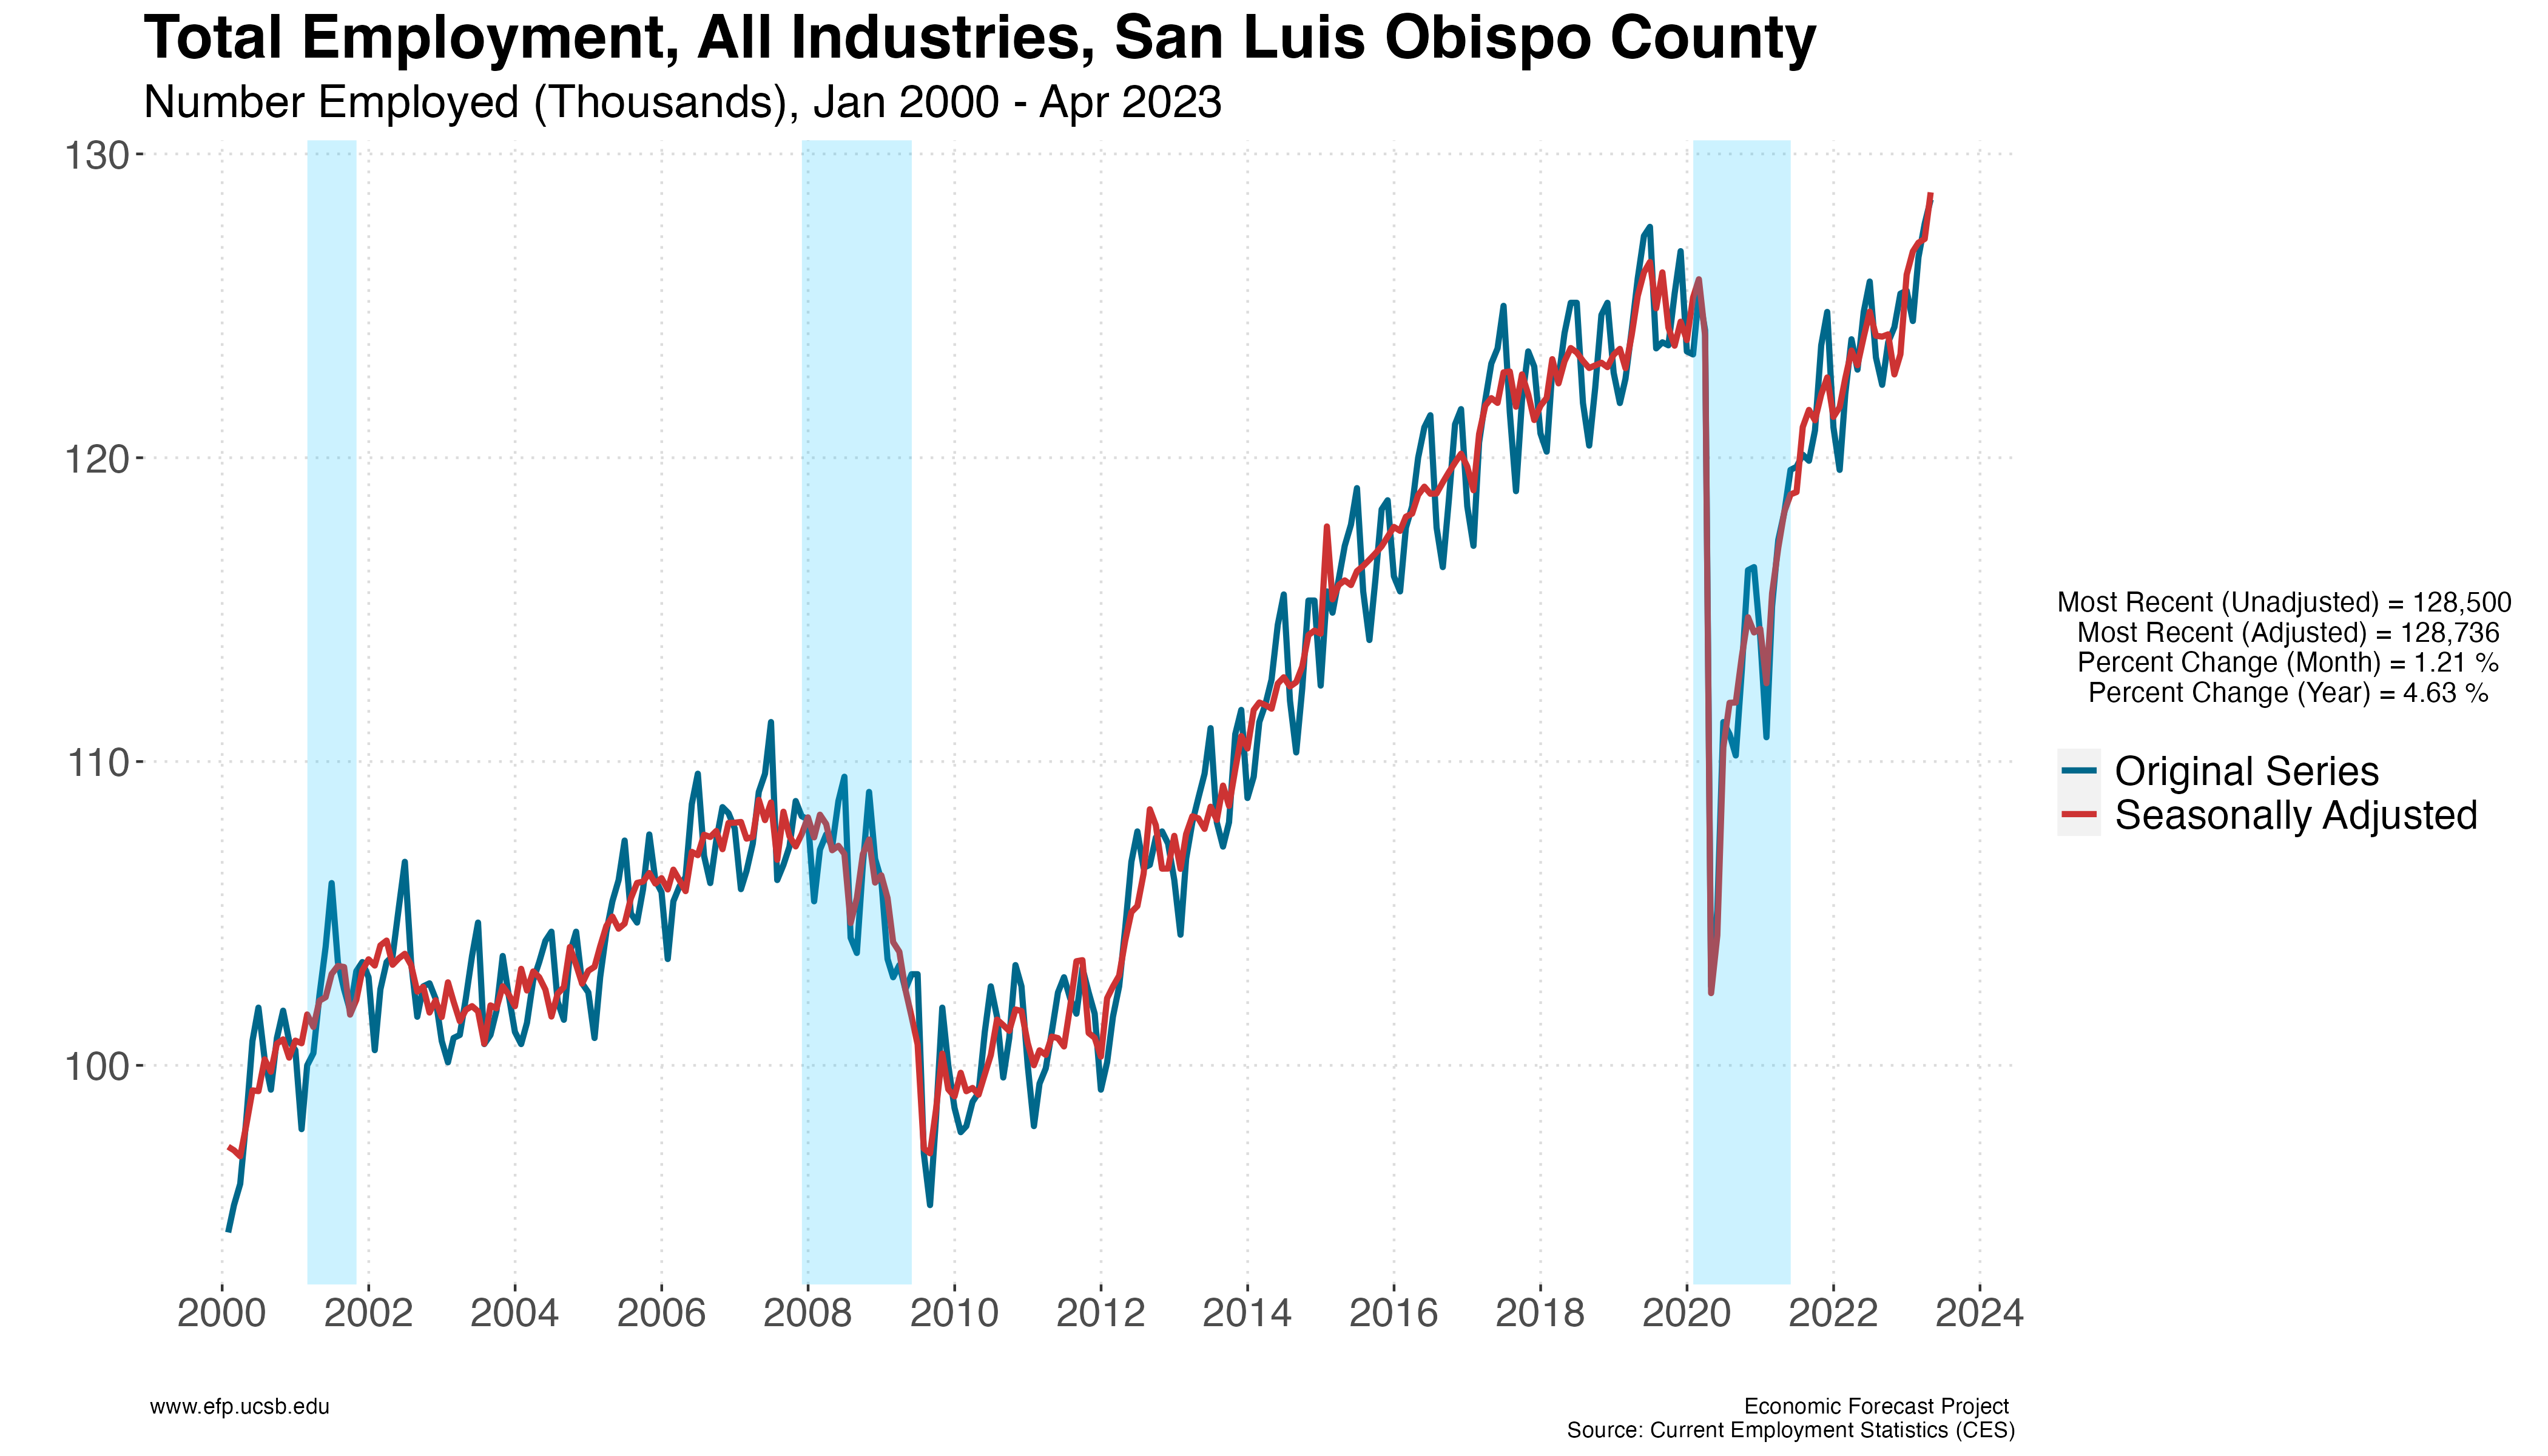 Total Employment, All Industries, San Luis Obispo County
Number Employed (Thousands), Jan 2000 - Apr 2023
130
120
110
100
2000 2002 2004 2006 2008 2010 2012 2014 2016 2018 2020 2022 2024
Most Recent (Unadjusted) = 128,500
Most Recent (Adjusted) = 128,736
Percent Change (Month) = 1.21 %
Percent Change (Year) = 4.63 %
Original Series
Seasonally Adjusted
www.efp.ucsb.edu
Economic Forecast Project
Source: Current Employment Statistics (CES)